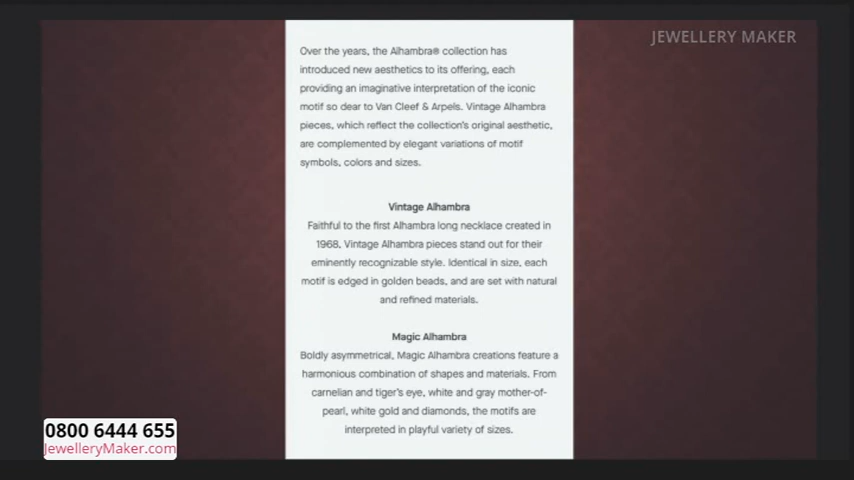 JEWELLERY MAKER
Over the years, the Alhambra® collection has
introduced new aesthetics to its offering, each
providing an imaginative interpretation of the iconic
motif so dear to Van Cleef & Arpels. Vintage Alhambra
pieces, which reflect the collection's original aesthetic,
are complemented by elegant variations of motif
symbols, colors and sizes.
Vintage Alhambra
Faithful to the first Alhambra long necklace created in
1968, Vintage Alhambra pieces stand out for their
eminently recognizable style. Identical in size, each
motif is edged in golden beads, and are set with natural
and refined materials.
Magic Alhambra
Boldly asymmetrical, Magic Alhambra creations feature a
harmonious combination of shapes and materials. From
carnelian and tiger's eye, white and gray mother-of-
pearl, white gold and diamonds, the motifs are
interpreted in playful variety of sizes.
0800 6444 655
JewelleryMaker.com